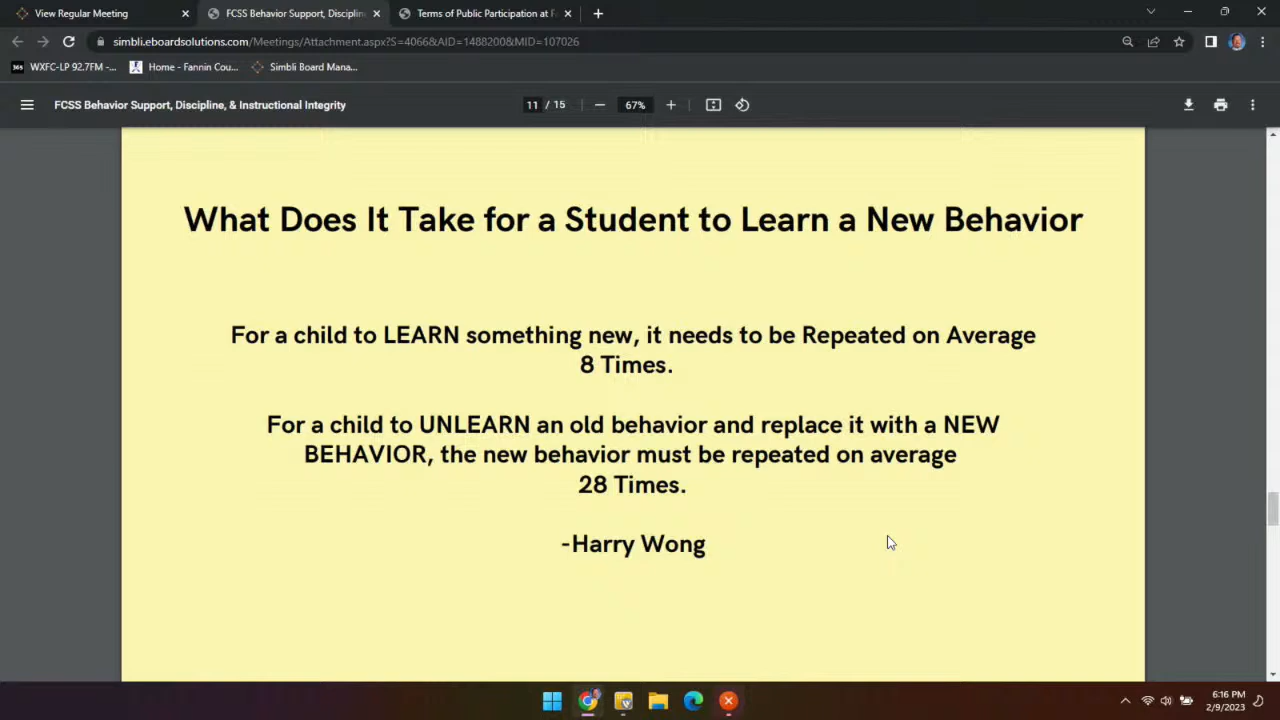 View Regular Meeting
FCSS Behavior Support, Disciplin
Terms of Public Participation at F
simbli.eboardsolutions.com/Meetings/Attachment.aspx?S=4066&AID=1488200&MID=107026
WXFC-LP 92.7FM -...
Home - Fannin Cou...
Simbli Board Mana...
FCSS Behavior Support, Discipline, & Instructional Integrity
11 / 15
67%
What Does It Take for a Student to Learn a New Behavior
For a child to LEARN something new, it needs to be Repeated on Average
8 Times.
For a child to UNLEARN an old behavior and replace it with a NEW
BEHAVIOR, the new behavior must be repeated on average
28 Times.
-Harry Wong
6:16 PM
2/9/2023